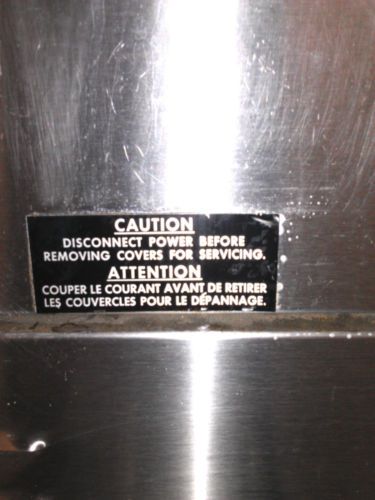 CAUTION
DISCONNECT POWER BEFORE
REMOVING COVERS FOR SERVICING.
ATTENTION
COUPER LE COURANT AVANT DE RETIRER
LES COUVERCLES POUR LE DÉPANNAGE.